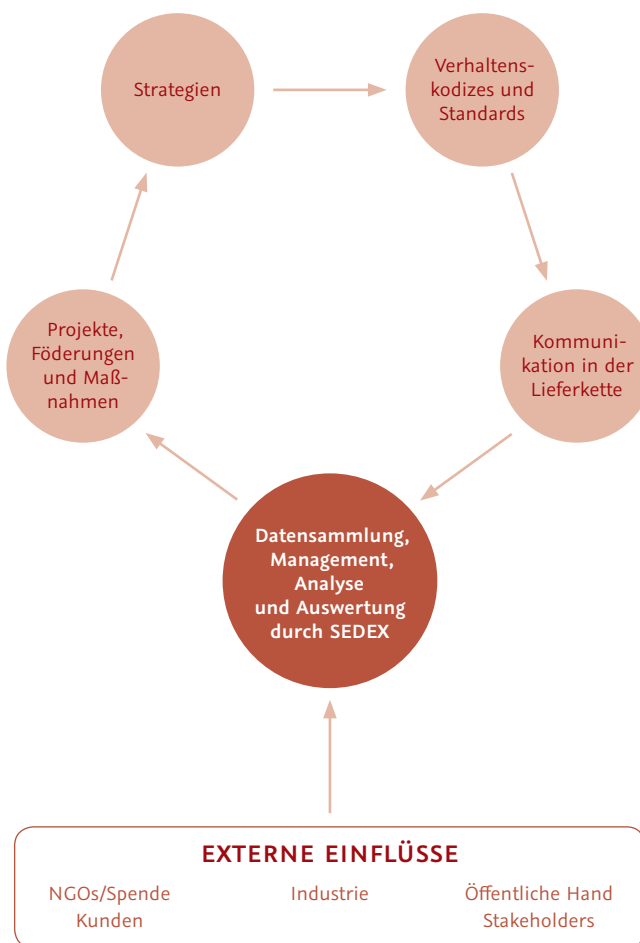 Strategien
Verhaltens-
kodizes und
Standards
Projekte,
Föderungen
und Maß-
nahmen
Kommuni-
kation in der
Lieferkette
Datensammlung,
Management,
Analyse
und Auswertung
durch SEDEX
EXTERNE EINFLÜSSE
NGOs/Spende Industrie Öffentliche Hand
Kunden Stakeholders